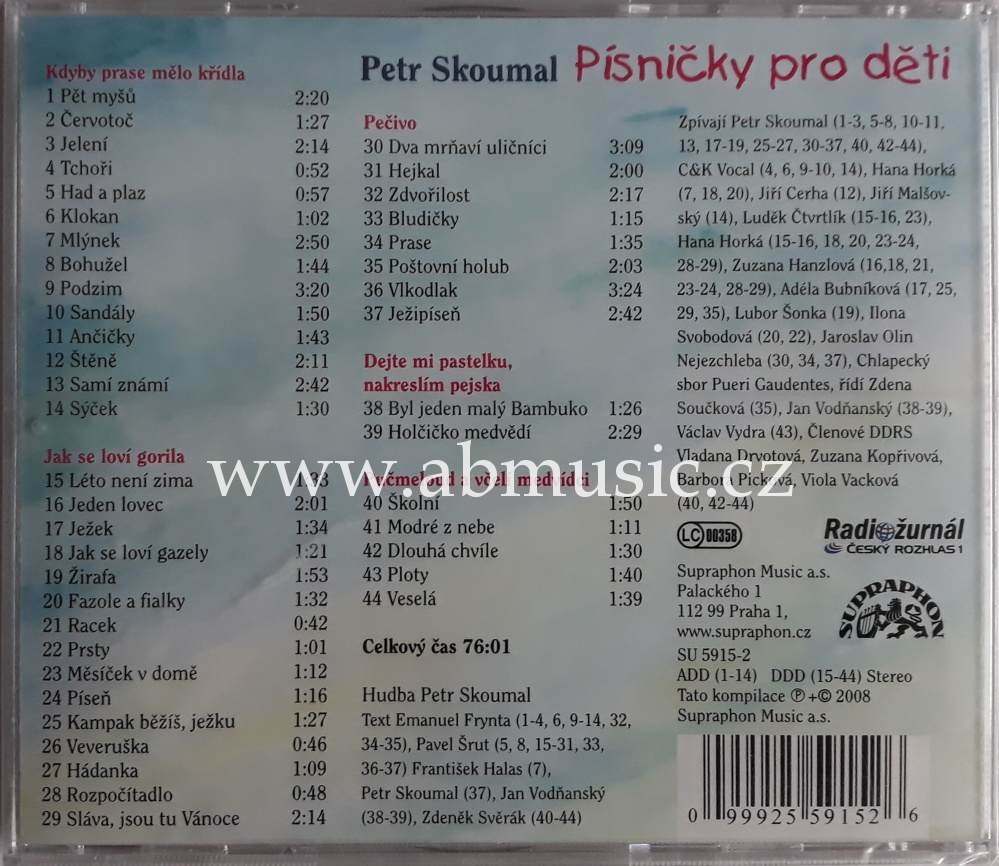 Petr Skoumal Písničky pro děti
Kdyby prase mělo křídla
1 Pět myšů 2:20
2 Červotoč 1:27
3 Jelení 2:14
4 Tchoři 0:52
5 Had a plaz 0:57
6 Klokan 1:02
7 Mlýnek 2:50
8 Bohužel 1:44
9 Podzim 3:20
10 Sandály 1:50
11 Ančičky 1:43
12 Štěně 2:11
13 Samí známí 2:42
14 Sýček 1:30
Jak se loví gorila
15 Léto není zima 1:33
16 Jeden lovec 2:01
17 Ježek 1:34
18 Jak se loví gazely 1:21
19 Žirafa 1:53
20 Fazole a fialky 1:32
21 Racek 0:42
22 Prsty 1:01
23 Měsíček v domě 1:12
24 Píseň 1:16
25 Kampak běžíš, ježku 1:27
26 Veveruška 0:46
27 Hádanka 1:09
28 Rozpočítadlo 0:48
29 Sláva, jsou tu Vánoce 2:14
Pečivo
30 Dva mrňaví uličníci 3:09
31 Hejkal 2:00
32 Zdvořilost 2:17
33 Bludičky 1:15
34 Prase 1:35
35 Poštovní holub 2:03
36 Vlkodlak 3:24
37 Ježipíseň 2:42
Dejte mi pastelku,
nakreslím pejska
38 Byl jeden malý Bambuko 1:26
39 Holčičko medvědí 2:29
Kučmeloud a včelí medvídci
40 Školní 1:50
41 Modré z nebe 1:11
42 Dlouhá chvíle 1:30
43 Ploty 1:40
44 Veselá 1:39
Celkový čas 76:01
Hudba Petr Skoumal
Text Emanuel Frynta (1-4, 6, 9-14, 32,
34-35), Pavel Šrut (5, 8, 15-31, 33,
36-37) František Halas (7),
Petr Skoumal (37), Jan Vodňanský
(38-39), Zdeněk Svěrák (40-44)
Zpívají Petr Skoumal (1-3, 5-8, 10-11,
13, 17-19, 25-27, 30-37, 40, 42-44),
C&K Vocal (4, 6, 9-10, 14), Hana Horká
(7, 18, 20), Jiří Cerha (12), Jiří Malšov-
ský (14), Luděk Čtvrtlík (15-16, 23),
Hana Horká (15-16, 18, 20, 23-24,
28-29), Zuzana Hanzlová (16,18, 21,
23-24, 28-29), Adéla Bubníková (17, 25,
29, 35), Lubor Šonka (19), Ilona
Svobodová (20, 22), Jaroslav Olin
Nejezchleba (30, 34, 37), Chlapecký
sbor Pueri Gaudentes, řídí Zdena
Součková (35), Jan Vodňanský (38-39),
Václav Vydra (43), Členové DDRS
Vladana Drvotová, Zuzana Kopřivová,
Barbora Picková, Viola Vacková
(40, 42-44)
www.abmusic.cz
LC 00358
Radiožurnál
ČESKÝ ROZHLAS 1
SUPRAPHON
Supraphon Music a.s.
Palackého 1
112 99 Praha 1,
www.supraphon.cz
SU 5915-2
ADD (1-14) DDD (15-44) Stereo
Tato kompilace ℗+© 2008
Supraphon Music a.s.
0 99925 59152 6